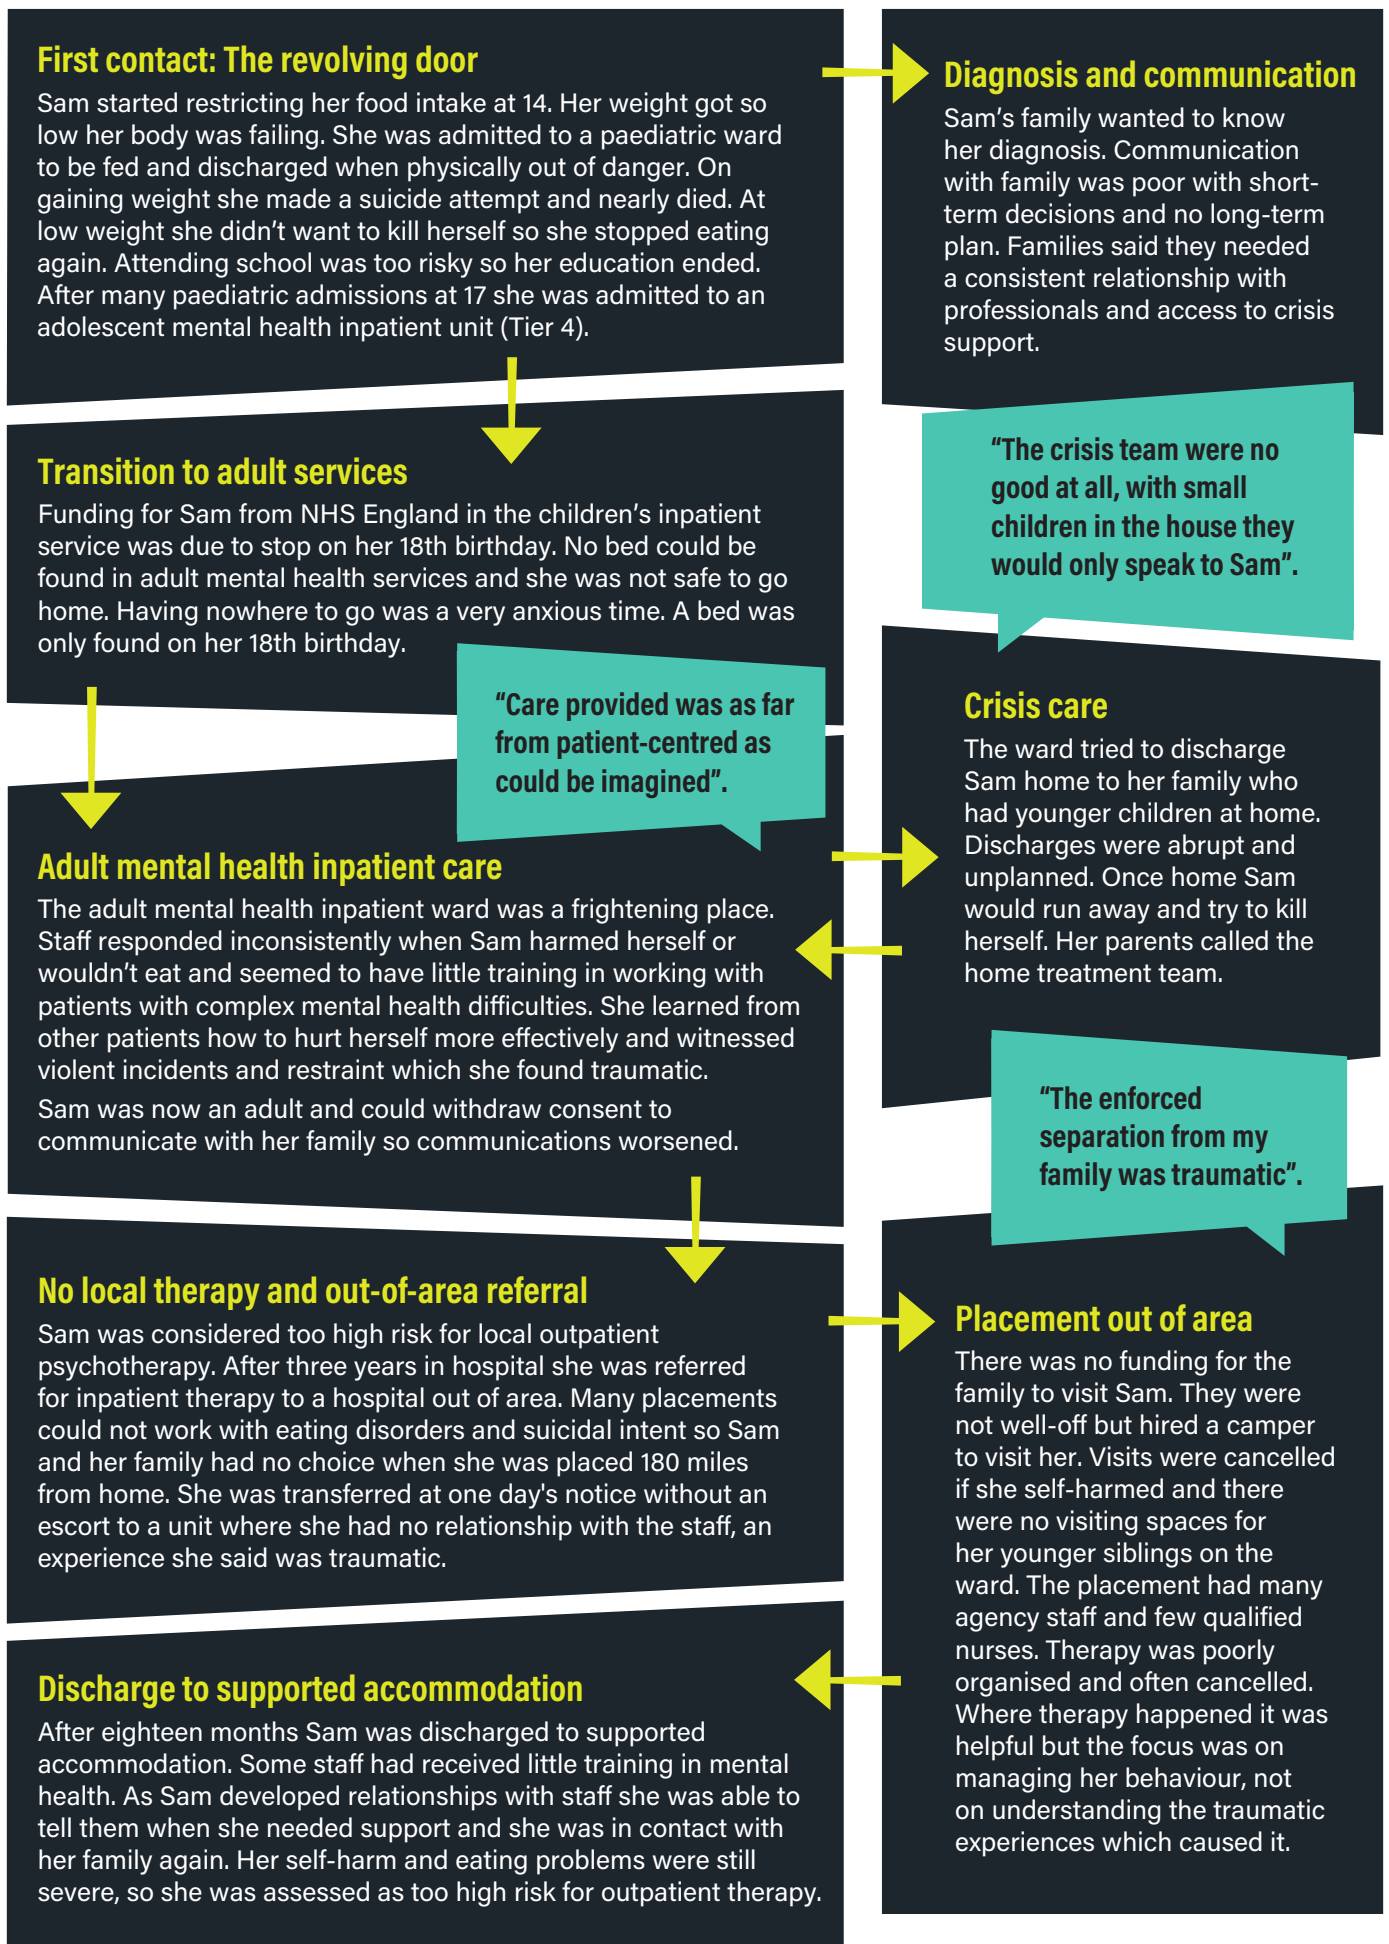 First contact: The revolving door
Sam started restricting her food intake at 14. Her weight got so
low her body was failing. She was admitted to a paediatric ward
to be fed and discharged when physically out of danger. On
gaining weight she made a suicide attempt and nearly died. At
low weight she didn’t want to kill herself so she stopped eating
again. Attending school was too risky so her education ended.
After many paediatric admissions at 17 she was admitted to an
adolescent mental health inpatient unit (Tier 4).
Diagnosis and communication
Sam’s family wanted to know
her diagnosis. Communication
with family was poor with short-
term decisions and no long-term
plan. Families said they needed
a consistent relationship with
professionals and access to crisis
support.
Transition to adult services
Funding for Sam from NHS England in the children’s inpatient
service was due to stop on her 18th birthday. No bed could be
found in adult mental health services and she was not safe to go
home. Having nowhere to go was a very anxious time. A bed was
only found on her 18th birthday.
“The crisis team were no
good at all, with small
children in the house they
would only speak to Sam”.
“Care provided was as far
from patient-centred as
could be imagined”.
Adult mental health inpatient care
The adult mental health inpatient ward was a frightening place.
Staff responded inconsistently when Sam harmed herself or
wouldn’t eat and seemed to have little training in working with
patients with complex mental health difficulties. She learned from
other patients how to hurt herself more effectively and witnessed
violent incidents and restraint which she found traumatic.
Sam was now an adult and could withdraw consent to
communicate with her family so communications worsened.
Crisis care
The ward tried to discharge
Sam home to her family who
had younger children at home.
Discharges were abrupt and
unplanned. Once home Sam
would run away and try to kill
herself. Her parents called the
home treatment team.
“The enforced
separation from my
family was traumatic”.
No local therapy and out-of-area referral
Sam was considered too high risk for local outpatient
psychotherapy. After three years in hospital she was referred
for inpatient therapy to a hospital out of area. Many placements
could not work with eating disorders and suicidal intent so Sam
and her family had no choice when she was placed 180 miles
from home. She was transferred at one day's notice without an
escort to a unit where she had no relationship with the staff, an
experience she said was traumatic.
Placement out of area
There was no funding for the
family to visit Sam. They were
not well-off but hired a camper
to visit her. Visits were cancelled
if she self-harmed and there
were no visiting spaces for
her younger siblings on the
ward. The placement had many
agency staff and few qualified
nurses. Therapy was poorly
organised and often cancelled.
Where therapy happened it was
helpful but the focus was on
managing her behaviour, not
on understanding the traumatic
experiences which caused it.
Discharge to supported accommodation
After eighteen months Sam was discharged to supported
accommodation. Some staff had received little training in mental
health. As Sam developed relationships with staff she was able to
tell them when she needed support and she was in contact with
her family again. Her self-harm and eating problems were still
severe, so she was assessed as too high risk for outpatient therapy.